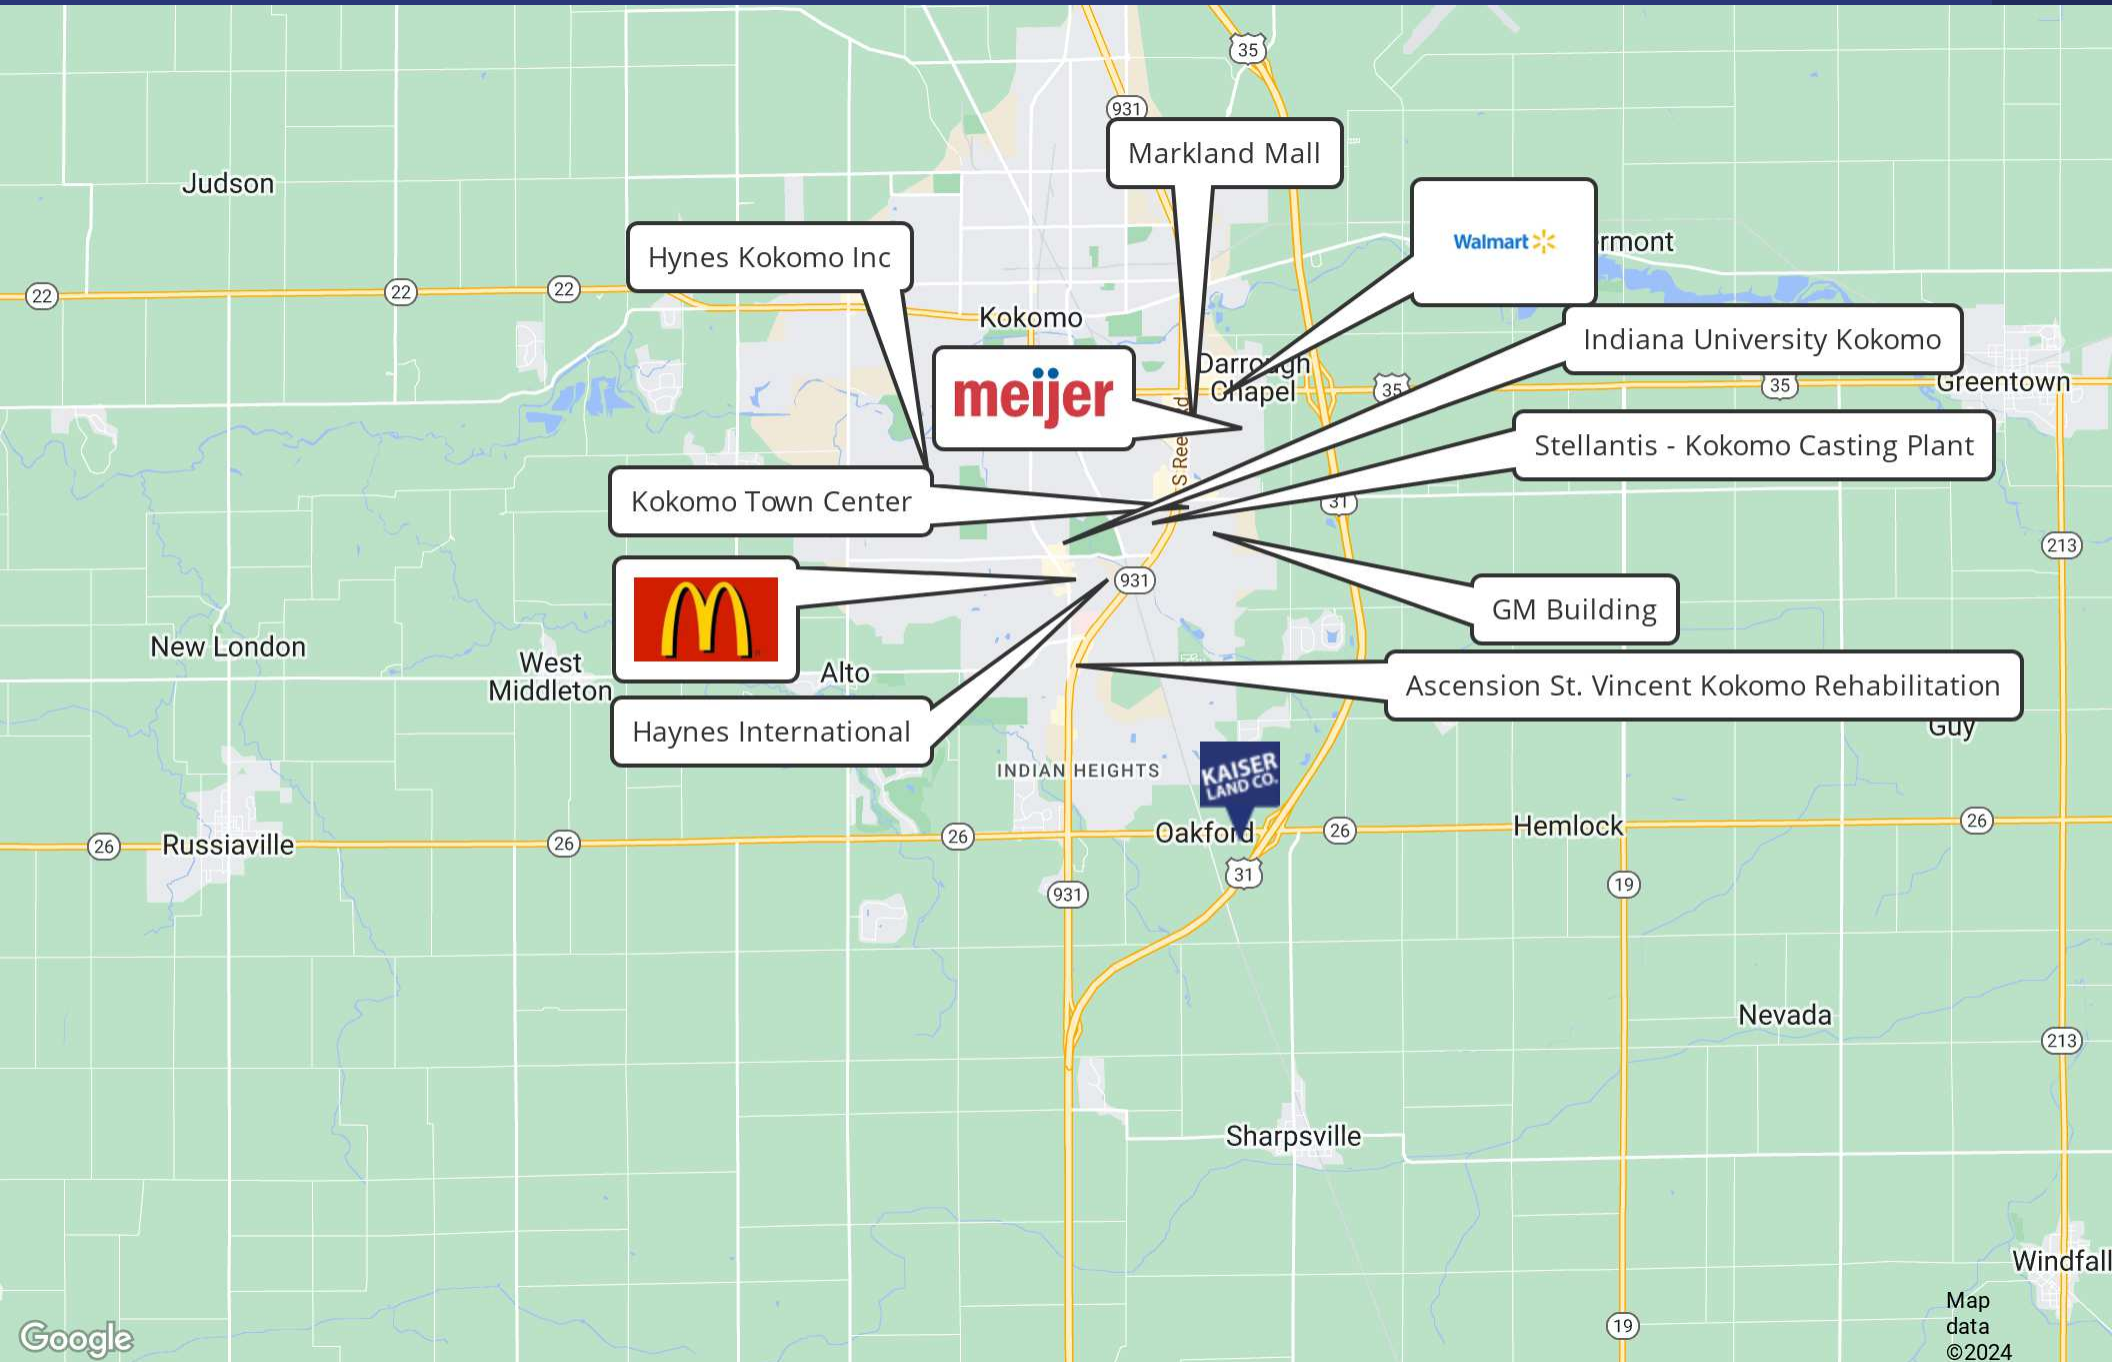 35
931
Markland Mall
Judson
Walmart
ermont
Hynes Kokomo Inc
22
22
22
Kokomo
Indiana University Kokomo
Darrough
Chapel
meijer
35
35
Greentown
S Reed Rd
Stellantis - Kokomo Casting Plant
Kokomo Town Center
31
213
931
GM Building
New London
West
Middleton
Alto
Ascension St. Vincent Kokomo Rehabilitation
Guy
Haynes International
INDIAN HEIGHTS
KAISER
LAND CO.
26
Russiaville
26
26
Oakford
26
Hemlock
26
31
931
19
Nevada
213
Sharpsville
Windfall
19
Google
Map
data
©2024